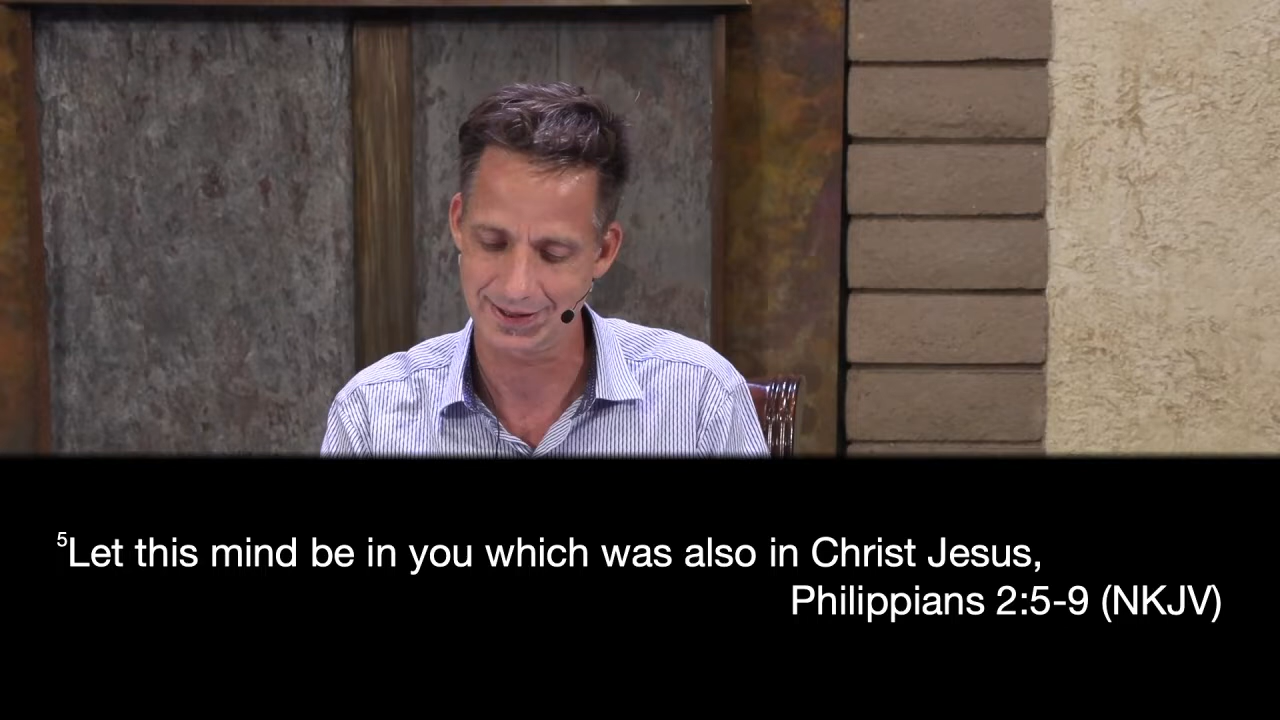 ⁵Let this mind be in you which was also in Christ Jesus,
Philippians 2:5-9 (NKJV)